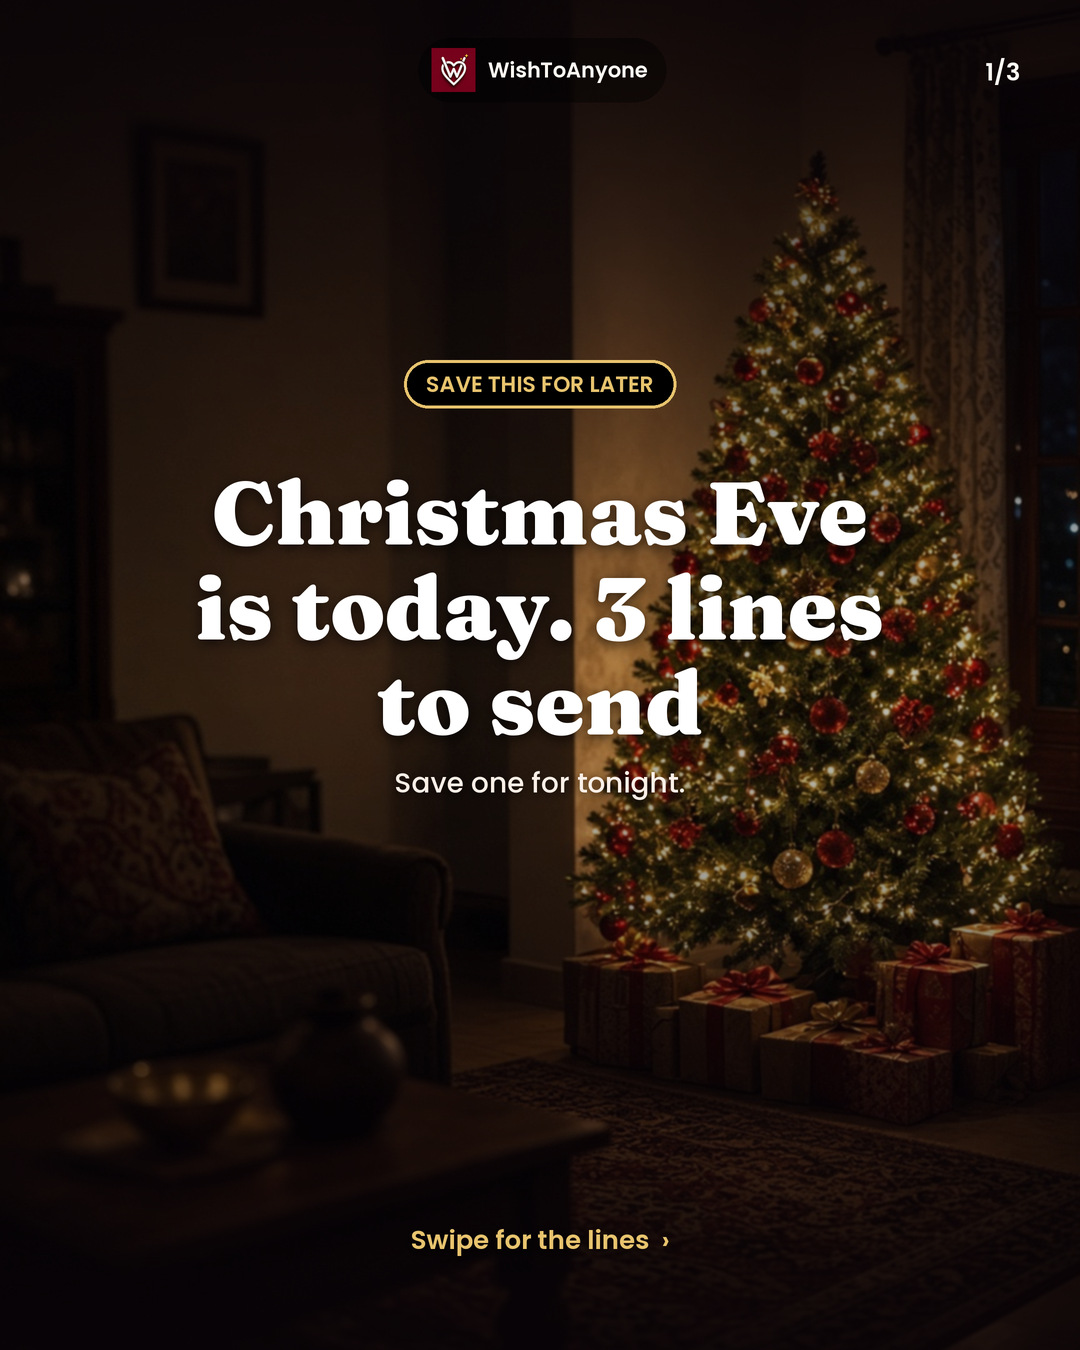 WishToAnyone
1/3
SAVE THIS FOR LATER
Christmas Eve
is today. 3 lines
to send
Save one for tonight.
Swipe for the lines ›